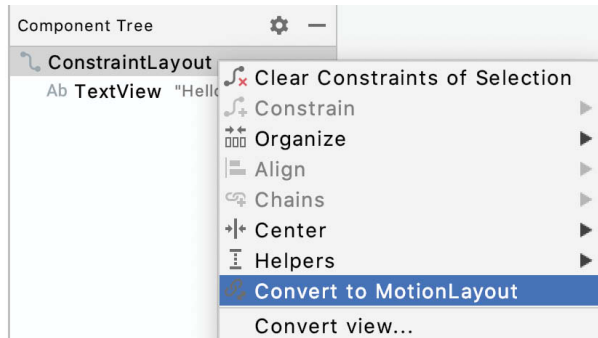 Component Tree
ConstraintLayout
Ab TextView "Hello
Clear Constraints of Selection
Constrain
Organize
Align
Chains
Center
Helpers
Convert to MotionLayout
Convert view...